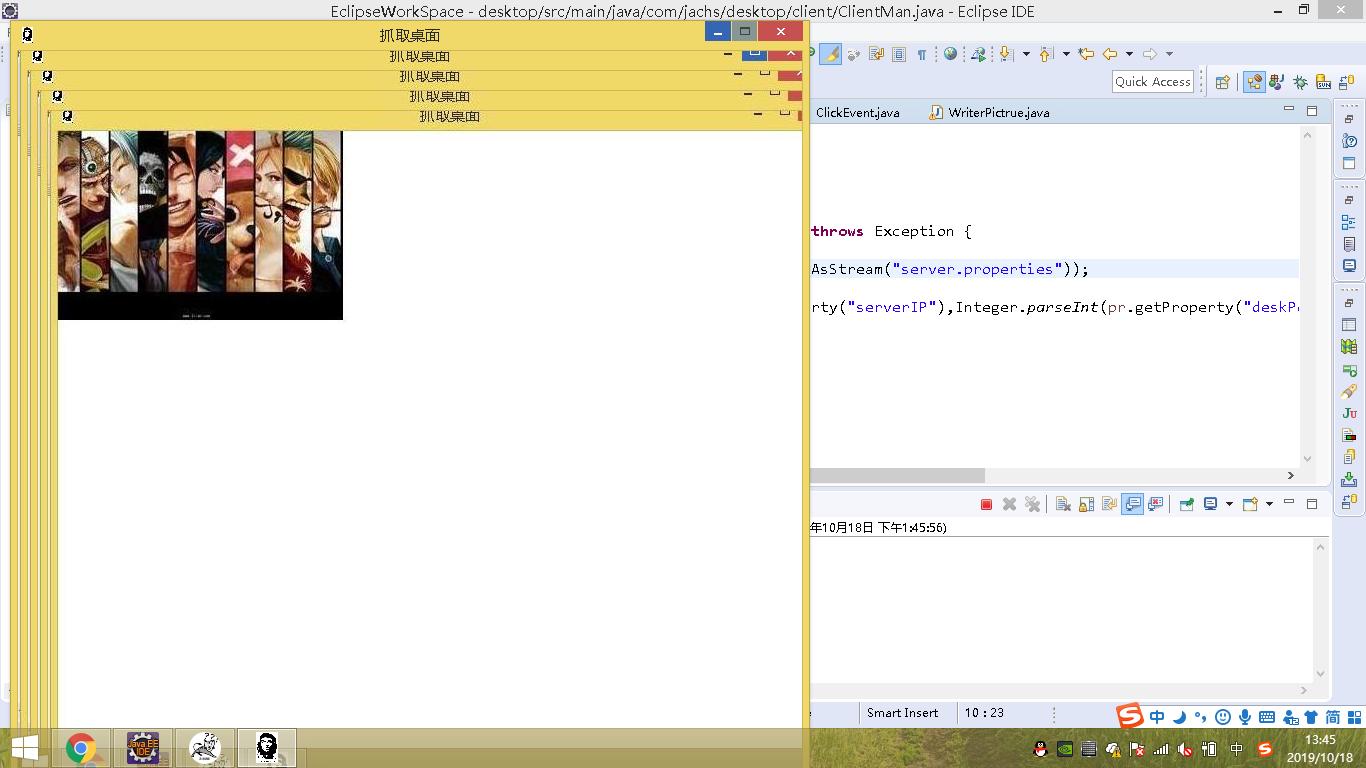 EclipseWorkSpace - desktop/src/main/java/com/jachs/desktop/client/ClientMan.java - Eclipse IDE
抓取桌面
抓取桌面
抓取桌面
抓取桌面
抓取桌面
Quick Access
ClickEvent.java
WriterPictrue.java
throws Exception {
AsStream("server.properties"));
rty("serverIP"),Integer.parseInt(pr.getProperty("deskP
年10月18日 下午1:45:56)
Smart Insert
10 : 23
中
简
Java EE
IDE
中
13:45
2019/10/18